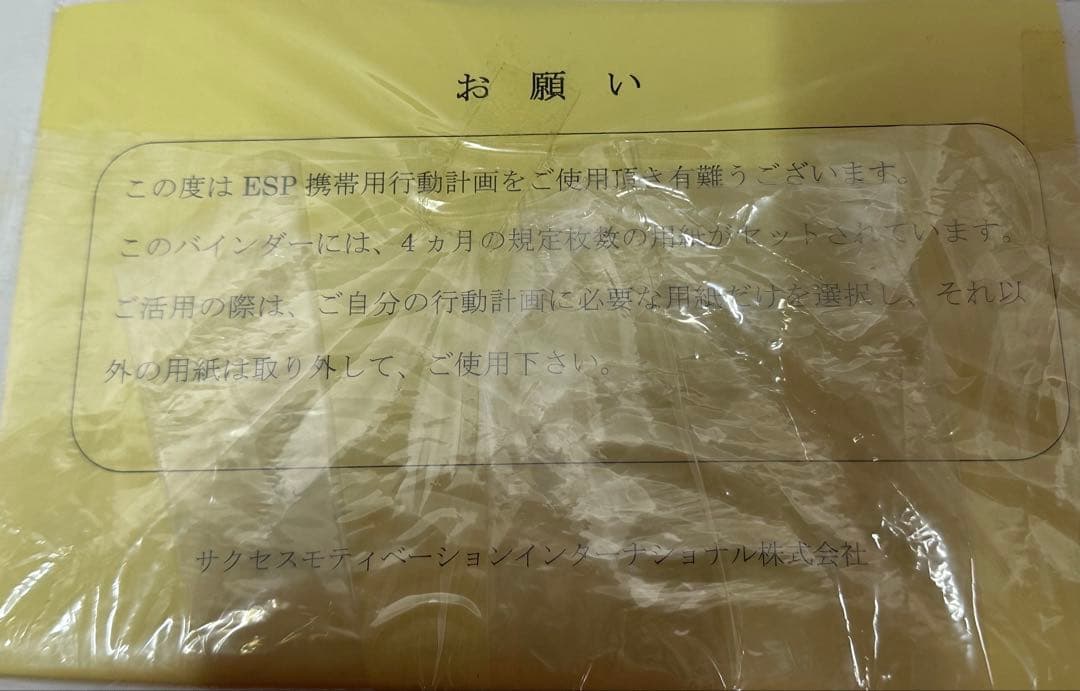 お願い
この度はESP携帯用行動計画をご使用頂き有難うございます。
このバインダーには、4ヵ月の規定枚数の用紙がセットされています。
ご活用の際は、ご自分の行動計画に必要な用紙だけを選択し、それ以
外の用紙は取り外して、ご使用下さい。
サクセスモティベーションインターナショナル株式会社